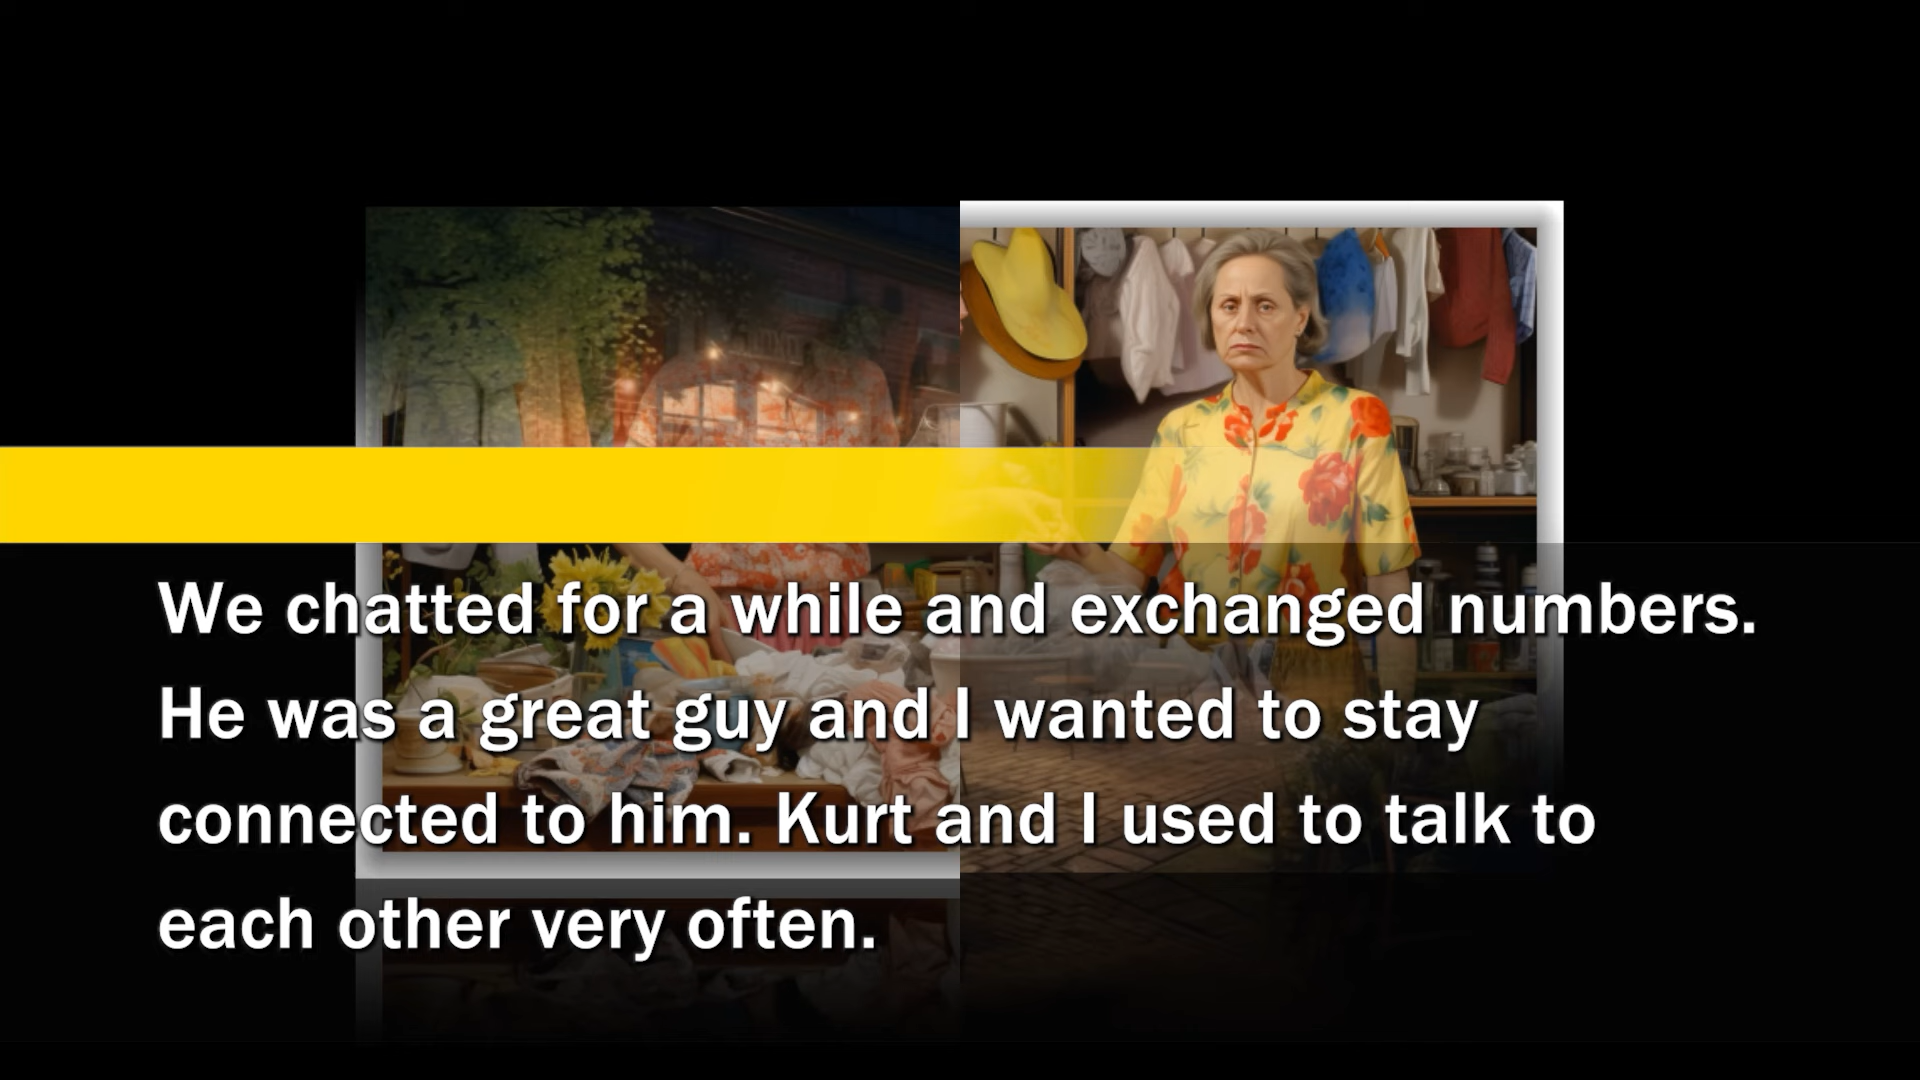 We chatted for a while and exchanged numbers.
He was a great guy and I wanted to stay
connected to him. Kurt and I used to talk to
each other very often.